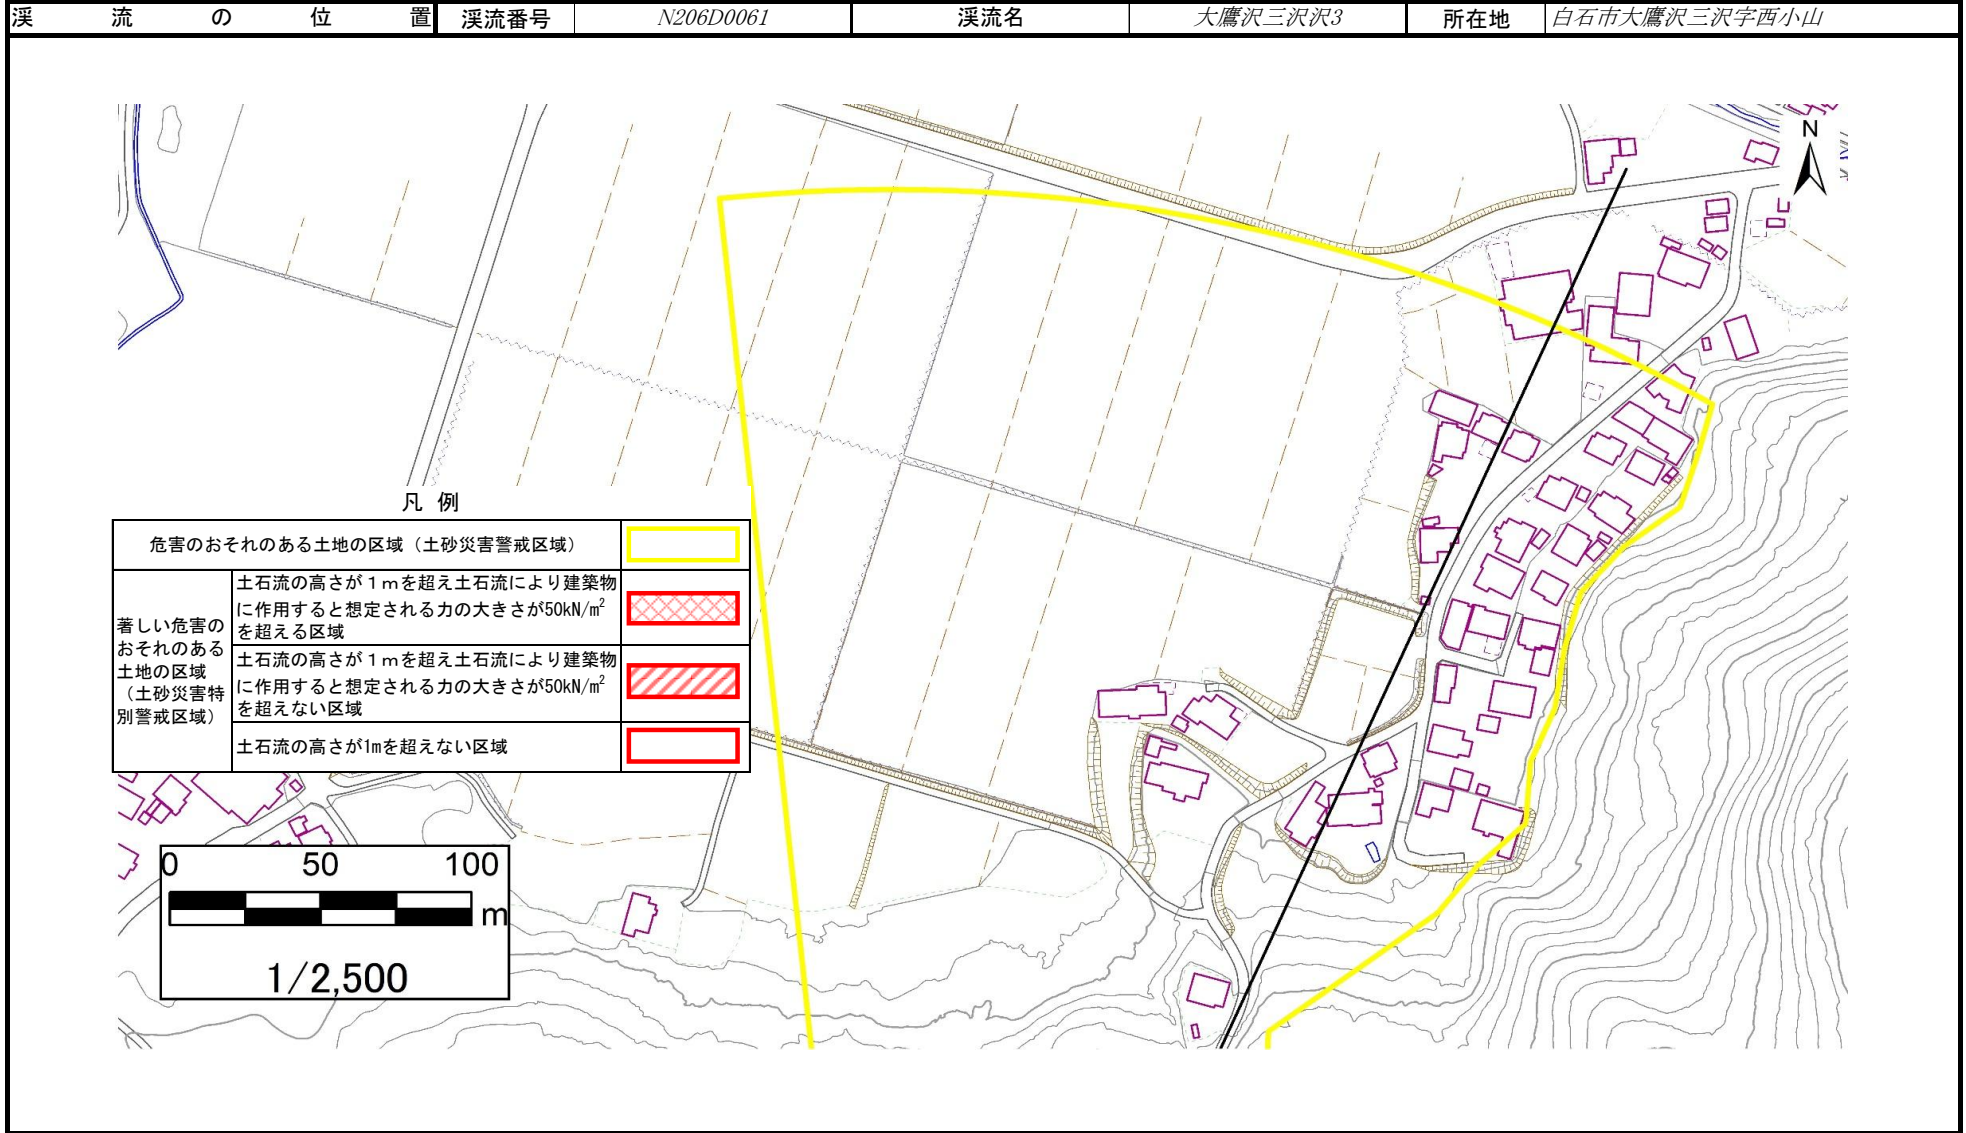 渓流の位置 渓流番号 N206D0061 渓流名 大鷹沢三沢沢3 所在地 白石市大鷹沢三沢字西小山
N
凡例
危害のおそれのある土地の区域（土砂災害警戒区域）
著しい危害の
おそれのある
土地の区域
（土砂災害特
別警戒区域）
土石流の高さが１ｍを超え土石流により建築物
に作用すると想定される力の大きさが50kN/㎡
を超える区域
土石流の高さが１ｍを超え土石流により建築物
に作用すると想定される力の大きさが50kN/㎡
を超えない区域
土石流の高さが1mを超えない区域
0 50 100
m
1/2,500